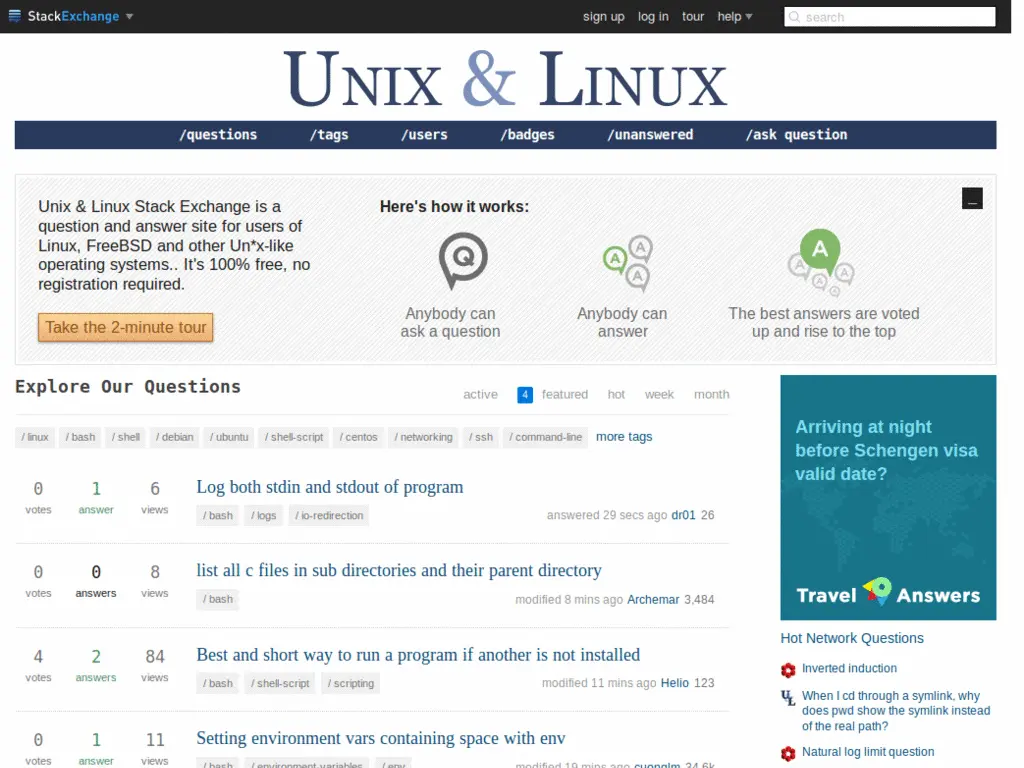 StackExchange sign up log in tour help search
UNIX & LINUX
/questions /tags /users /badges /unanswered /ask question
Unix & Linux Stack Exchange is a
question and answer site for users of
Linux, FreeBSD and other Un*x-like
operating systems.. It's 100% free, no
registration required.
Take the 2-minute tour
Here's how it works:
_
Q
A
A
A
A
A
A
A
Anybody can
ask a question
Anybody can
answer
The best answers are voted
up and rise to the top
Explore Our Questions
active 4 featured hot week month
/ linux / bash / shell / debian / ubuntu / shell-script / centos / networking / ssh / command-line more tags
0 1 6 Log both stdin and stdout of program
votes answer views / bash / logs / io-redirection answered 29 secs ago dr01 26
0 0 8 list all c files in sub directories and their parent directory
votes answers views / bash modified 8 mins ago Archemar 3,484
4 2 84 Best and short way to run a program if another is not installed
votes answers views / bash / shell-script / scripting modified 11 mins ago Helio 123
0 1 11 Setting environment vars containing space with env
votes answer views / bash / environment-variables / env modified 19 mins ago cuonglm 34.6k
Arriving at night
before Schengen visa
valid date?
Travel Answers
Hot Network Questions
Inverted induction
UL When I cd through a symlink, why
does pwd show the symlink instead
of the real path?
Natural log limit question